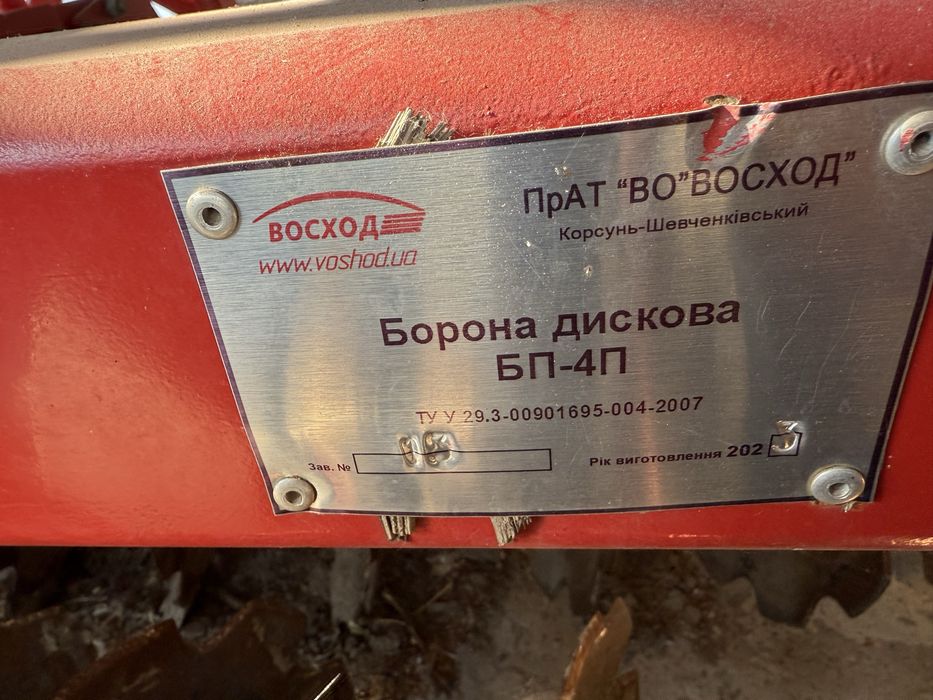 ВОСХОД
www.voshod.ua
ПрАТ “ВО”ВОСХОД”
Корсунь-Шевченківський
Борона дискова
БП-4П
ТУ У 29.3-00901695-004-2007
Зав. №
Рік виготовлення 2023